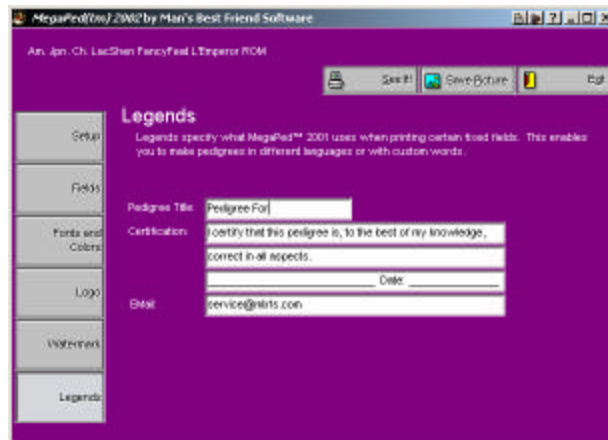 MegaPed(tm) 2002 by Man's Best Friend Software
Am. Jpn. Ch. LacShen FancyFeat L'Emperor ROM
See It! Save Picture Exit
Legends
Legends specify what MegaPed™ 2001 uses when printing certain fixed fields. This enables
you to make pedigrees in different languages or with custom words.
Setup
Fields
Fonts and
Colors
Logo
Watermark
Legends
Pedigree Title: Pedigree For
Certification: I certify that this pedigree is, to the best of my knowledge,
correct in all aspects.
Date:
EMail: service@mbfs.com